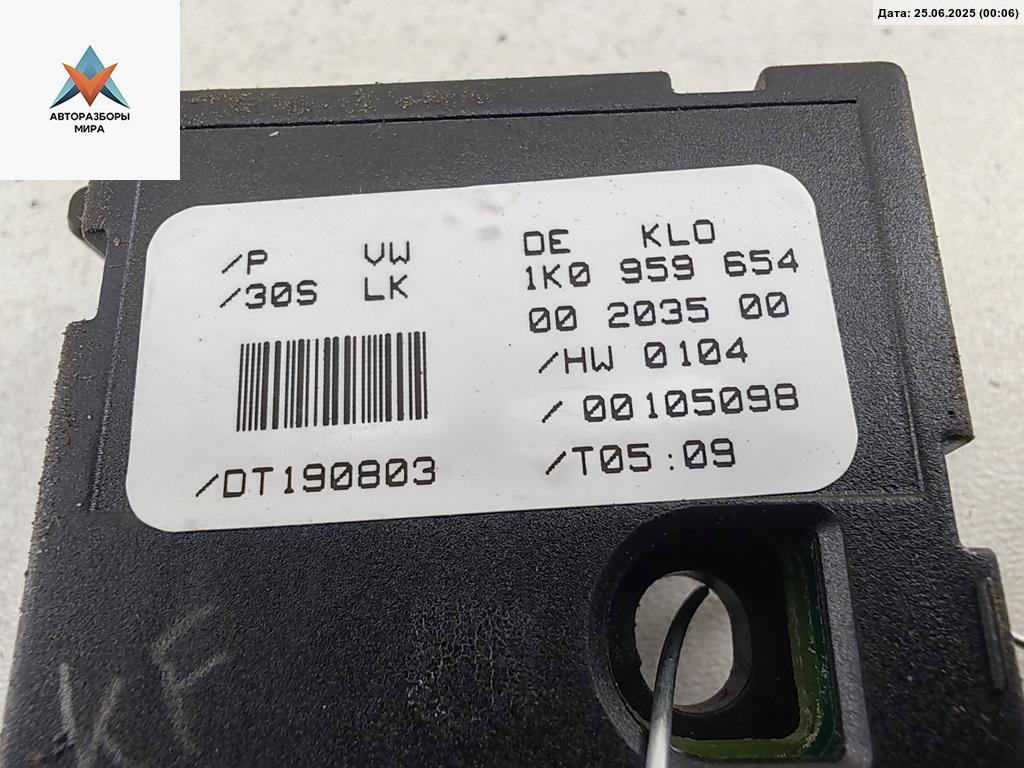 Дата: 25.06.2025 (00:06)
АВТОРАЗБОРЫ
МИРА
/P VW
/30S LK
/DT190803
DE KLO
1K0 959 654
00 2035 00
/HW 0104
/ 00105098
/T05:09
KF